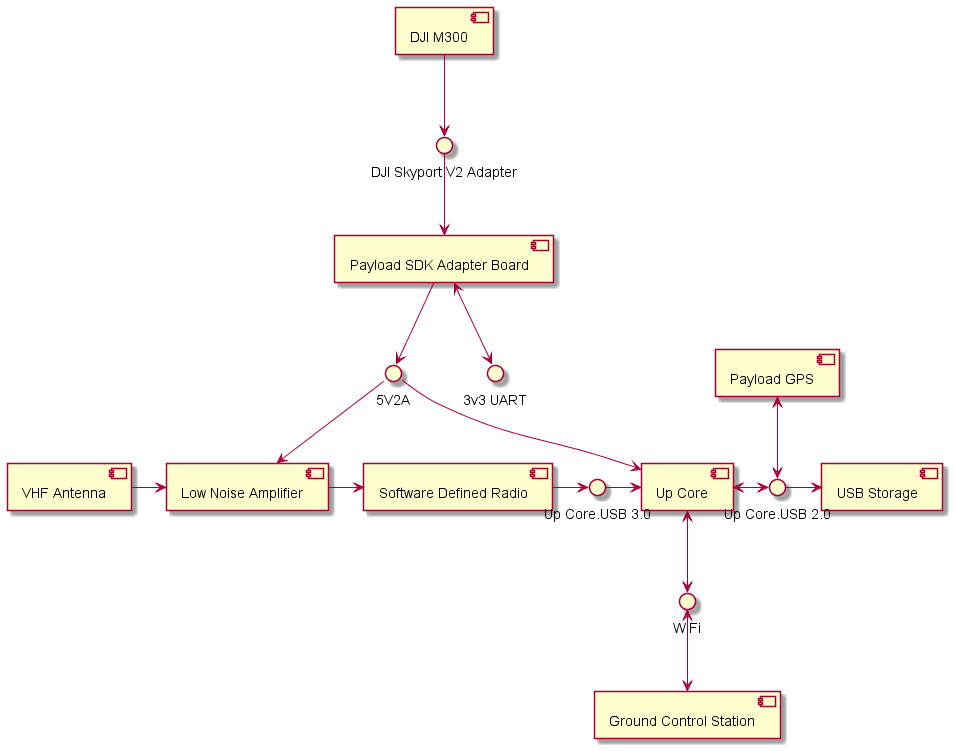 DJI M300
DJI Skyport V2 Adapter
Payload SDK Adapter Board
5V2A
3v3 UART
Payload GPS
VHF Antenna
Low Noise Amplifier
Software Defined Radio
Up Core
USB Storage
Up Core.USB 3.0
Up Core.USB 2.0
WiFi
Ground Control Station